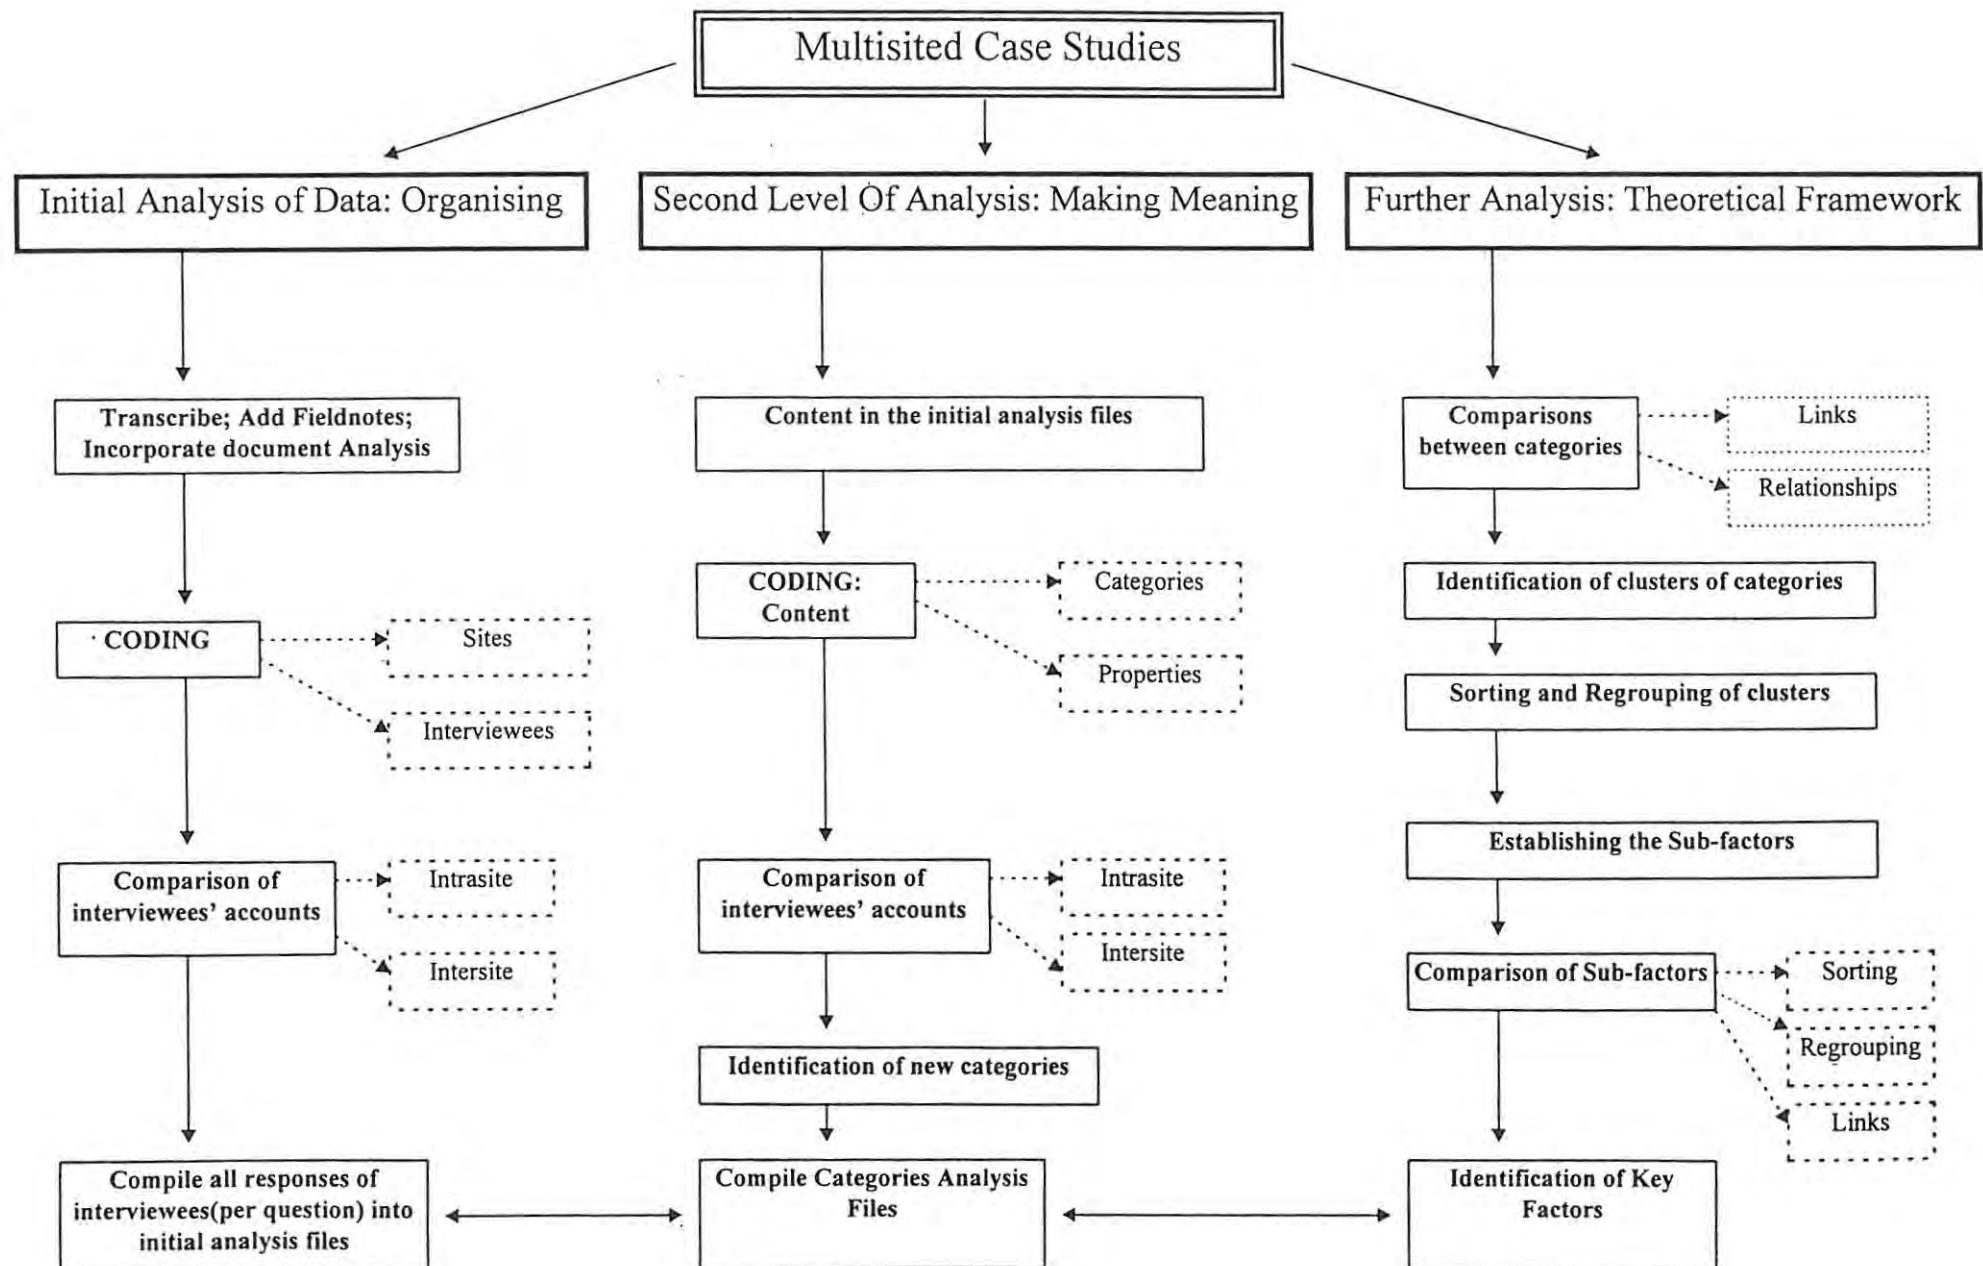 Multisited Case Studies
Initial Analysis of Data: Organising
Second Level Of Analysis: Making Meaning
Further Analysis: Theoretical Framework
Transcribe; Add Fieldnotes;
Incorporate document Analysis
CODING
Sites
Interviewees
Comparison of
interviewees' accounts
Intrasite
Intersite
Compile all responses of
interviewees(per question) into
initial analysis files
Content in the initial analysis files
CODING:
Content
Categories
Properties
Comparison of
interviewees' accounts
Intrasite
Intersite
Identification of new categories
Compile Categories Analysis
Files
Comparisons
between categories
Links
Relationships
Identification of clusters of categories
Sorting and Regrouping of clusters
Establishing the Sub-factors
Comparison of Sub-factors
Sorting
Regrouping
Links
Identification of Key
Factors